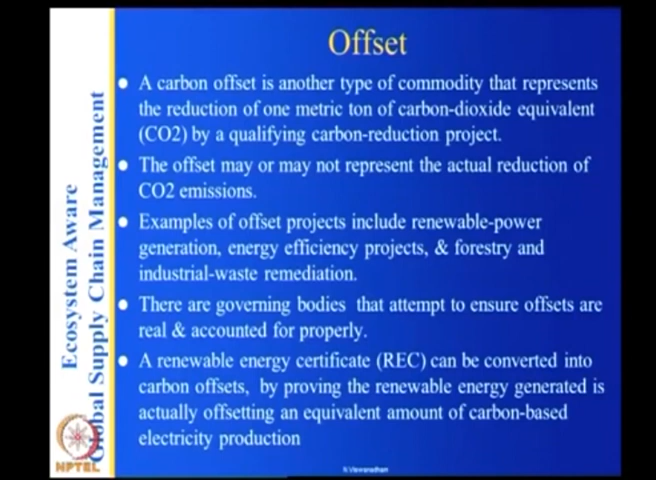 Offset
A carbon offset is another type of commodity that represents
the reduction of one metric ton of carbon-dioxide equivalent
(CO2) by a qualifying carbon-reduction project.
The offset may or may not represent the actual reduction of
CO2 emissions.
Examples of offset projects include renewable-power
generation, energy efficiency projects, & forestry and
industrial-waste remediation.
There are governing bodies that attempt to ensure offsets are
real & accounted for properly.
A renewable energy certificate (REC) can be converted into
carbon offsets, by proving the renewable energy generated is
actually offsetting an equivalent amount of carbon-based
electricity production
Ecosystem Aware
Global Supply Chain Management
NPTEL
N Viswanadham